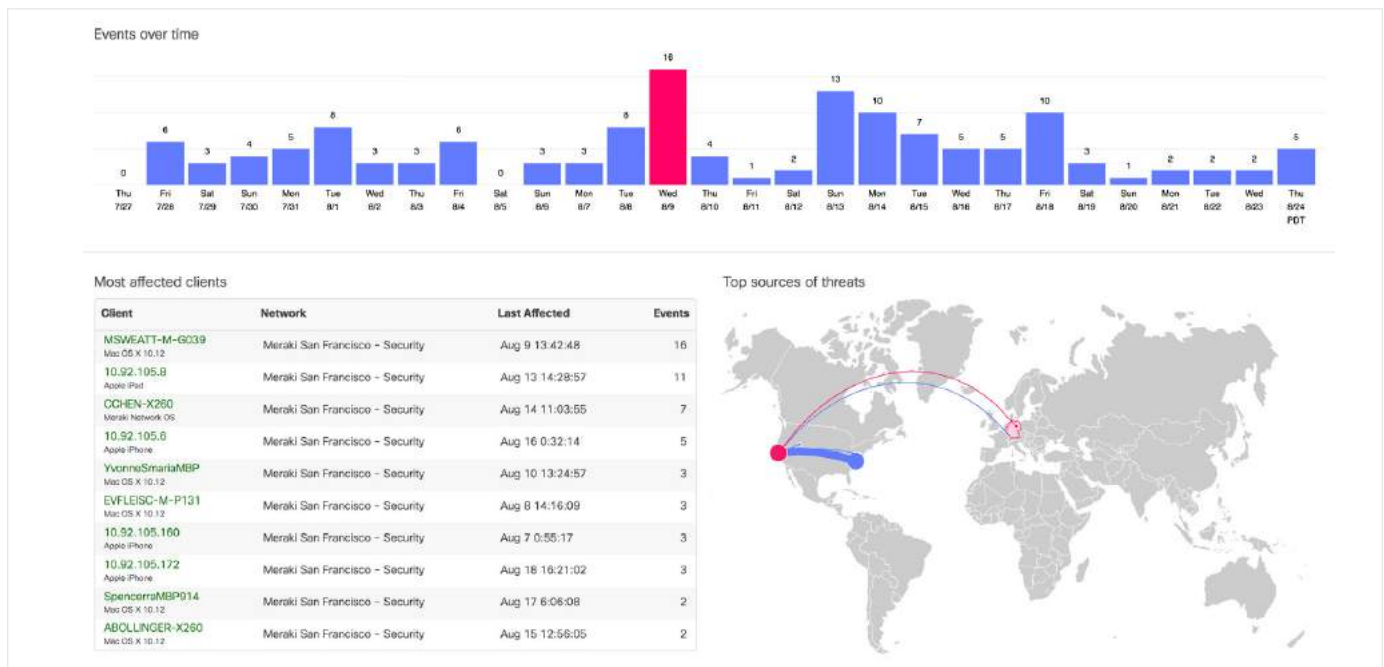 Events over time
16
13
10
10
8
8
7
6
6
5
5
5
5
4
4
3
3
3
3
3
3
2
2
2
2
1
1
0
0
Thu Fri Sat Sun Mon Tue Wed Thu Fri Sat Sun Mon Tue Wed Thu Fri Sat Sun Mon Tue Wed Thu Fri Sat Sun Mon Tue Wed Thu
7/27 7/28 7/29 7/30 7/31 8/1 8/2 8/3 8/4 8/5 8/6 8/7 8/8 8/9 8/10 8/11 8/12 8/13 8/14 8/15 8/16 8/17 8/18 8/19 8/20 8/21 8/22 8/23 8/24
PDT
Most affected clients
Top sources of threats
Client Network Last Affected Events
MSWEATT-M-G039
Mac OS X 10.12
Meraki San Francisco - Security Aug 9 13:42:48 16
10.92.105.8
Apple iPad
Meraki San Francisco - Security Aug 13 14:28:57 11
CCHEN-X260
Meraki Network OS
Meraki San Francisco - Security Aug 14 11:03:55 7
10.92.105.6
Apple iPhone
Meraki San Francisco - Security Aug 16 0:32:14 5
YvonneSmariaMBP
Mac OS X 10.12
Meraki San Francisco - Security Aug 10 13:24:57 3
EVFLEISC-M-P131
Mac OS X 10.12
Meraki San Francisco - Security Aug 8 14:16:09 3
10.92.105.160
Apple iPhone
Meraki San Francisco - Security Aug 7 0:55:17 3
10.92.105.172
Apple iPhone
Meraki San Francisco - Security Aug 18 16:21:02 3
SpencerraMBP914
Mac OS X 10.12
Meraki San Francisco - Security Aug 17 6:06:08 2
ABOLLINGER-X260
Mac OS X 10.12
Meraki San Francisco - Security Aug 15 12:56:05 2